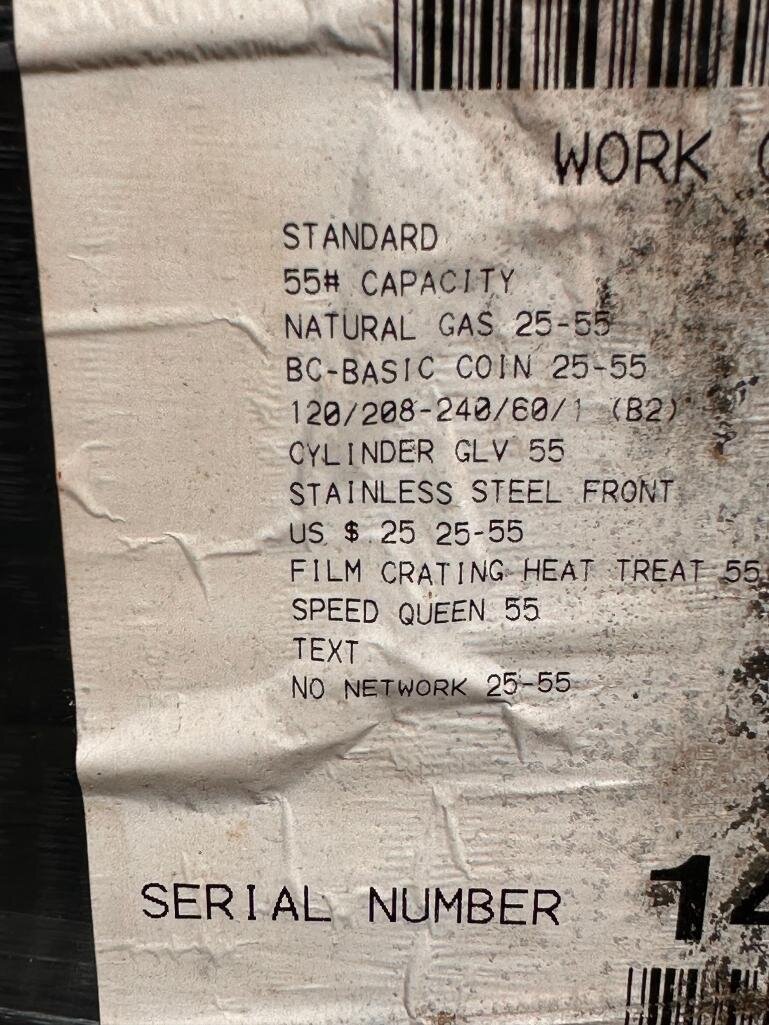 WORK
STANDARD
55# CAPACITY
NATURAL GAS 25-55
BC-BASIC COIN 25-55
120/208-240/60/1 (B2)
CYLINDER GLV 55
STAINLESS STEEL FRONT
US $ .25 25-55
FILM CRATING HEAT TREAT 55
SPEED QUEEN 55
TEXT
NO NETWORK 25-55
SERIAL NUMBER 14